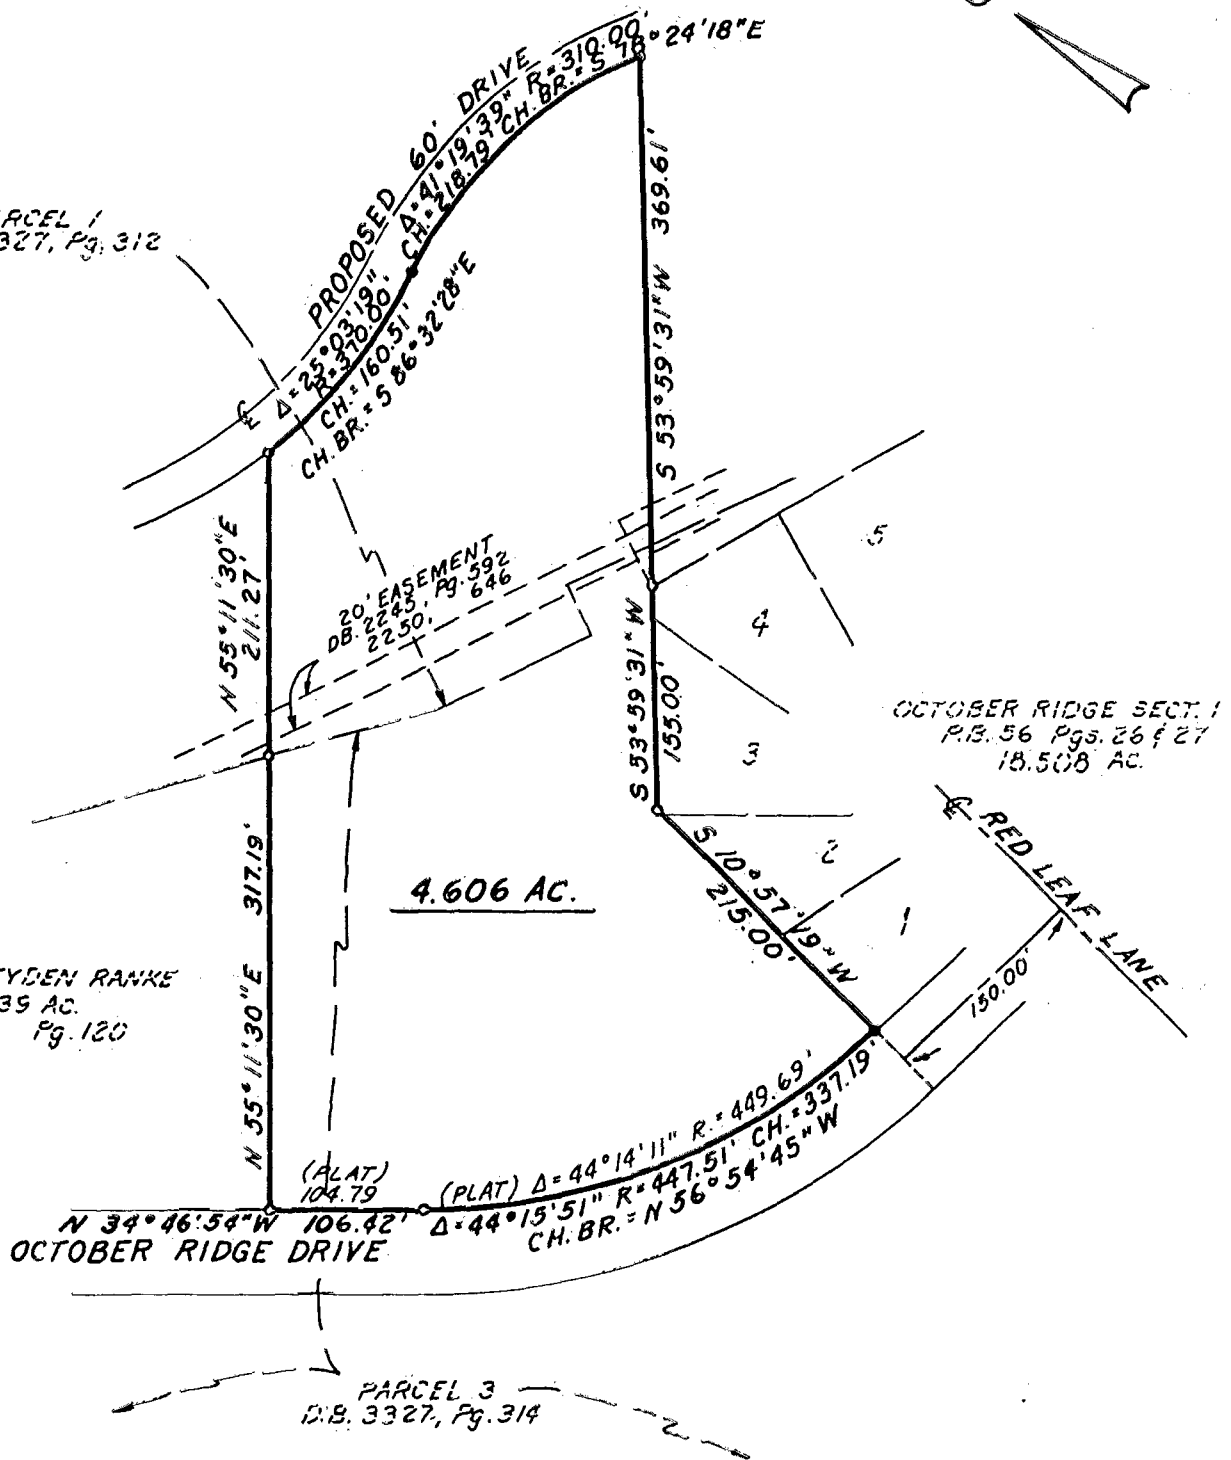 CH. BR. = S 78°24'18"E
PROPOSED 60' DRIVE
Δ=41°19'39" R=310.00'
CH.=218.79'
369.61'
S 53°59'31"W
PARCEL 1
3327, Pg. 312
℄
Δ=25°03'19"
R=370.00'
CH.=160.51'
CH. BR.= S 86°32'28"E
N 55°11'30"E
211.27'
20' EASEMENT
DB. 2245, Pg. 592
2250, 646
5
4
3
2
1
S 53°59'31"W
155.00'
OCTOBER RIDGE SECT. 1
P.B. 56 Pgs. 26 & 27
18.508 AC.
℄ RED LEAF LANE
150.00'
S 10°57'19"W
215.00'
4.606 AC.
317.19'
N 55°11'30"E
RANKE
39 AC.
Pg. 120
(PLAT)
104.79
N 34°46'54"W 106.42'
OCTOBER RIDGE DRIVE
(PLAT) Δ=44°14'11" R.=449.69'
Δ=44°15'51" R=447.51' CH.=337.19'
CH. BR.= N 56°54'45"W
PARCEL 3
D.B. 3327, Pg. 314